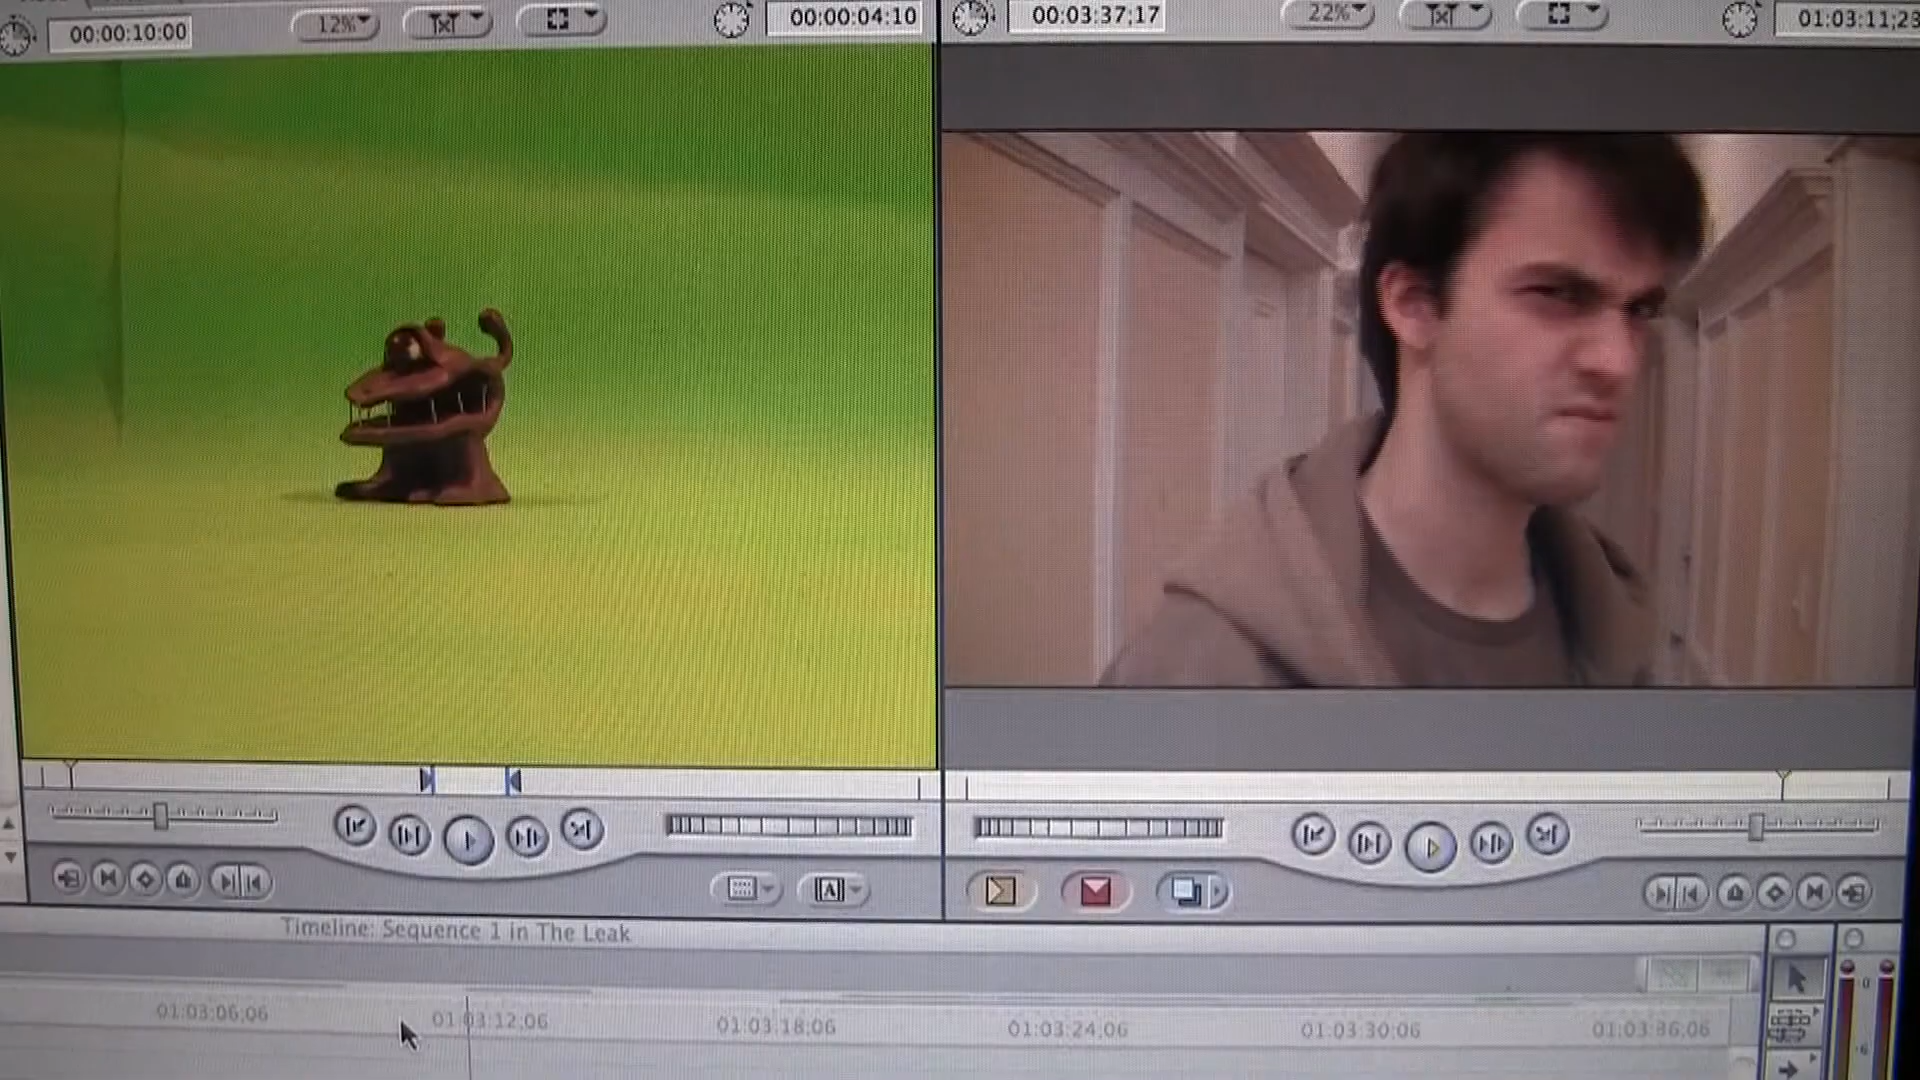 00:00:10:00 12% 00:00:04:10 00:03:37;17 22% 01:03:11;23
A
Timeline: Sequence 1 in The Leak
01:03:06;06 01:03:12;06 01:03:18;06 01:03:24;06 01:03:30;06 01:03:36;06
0
-6